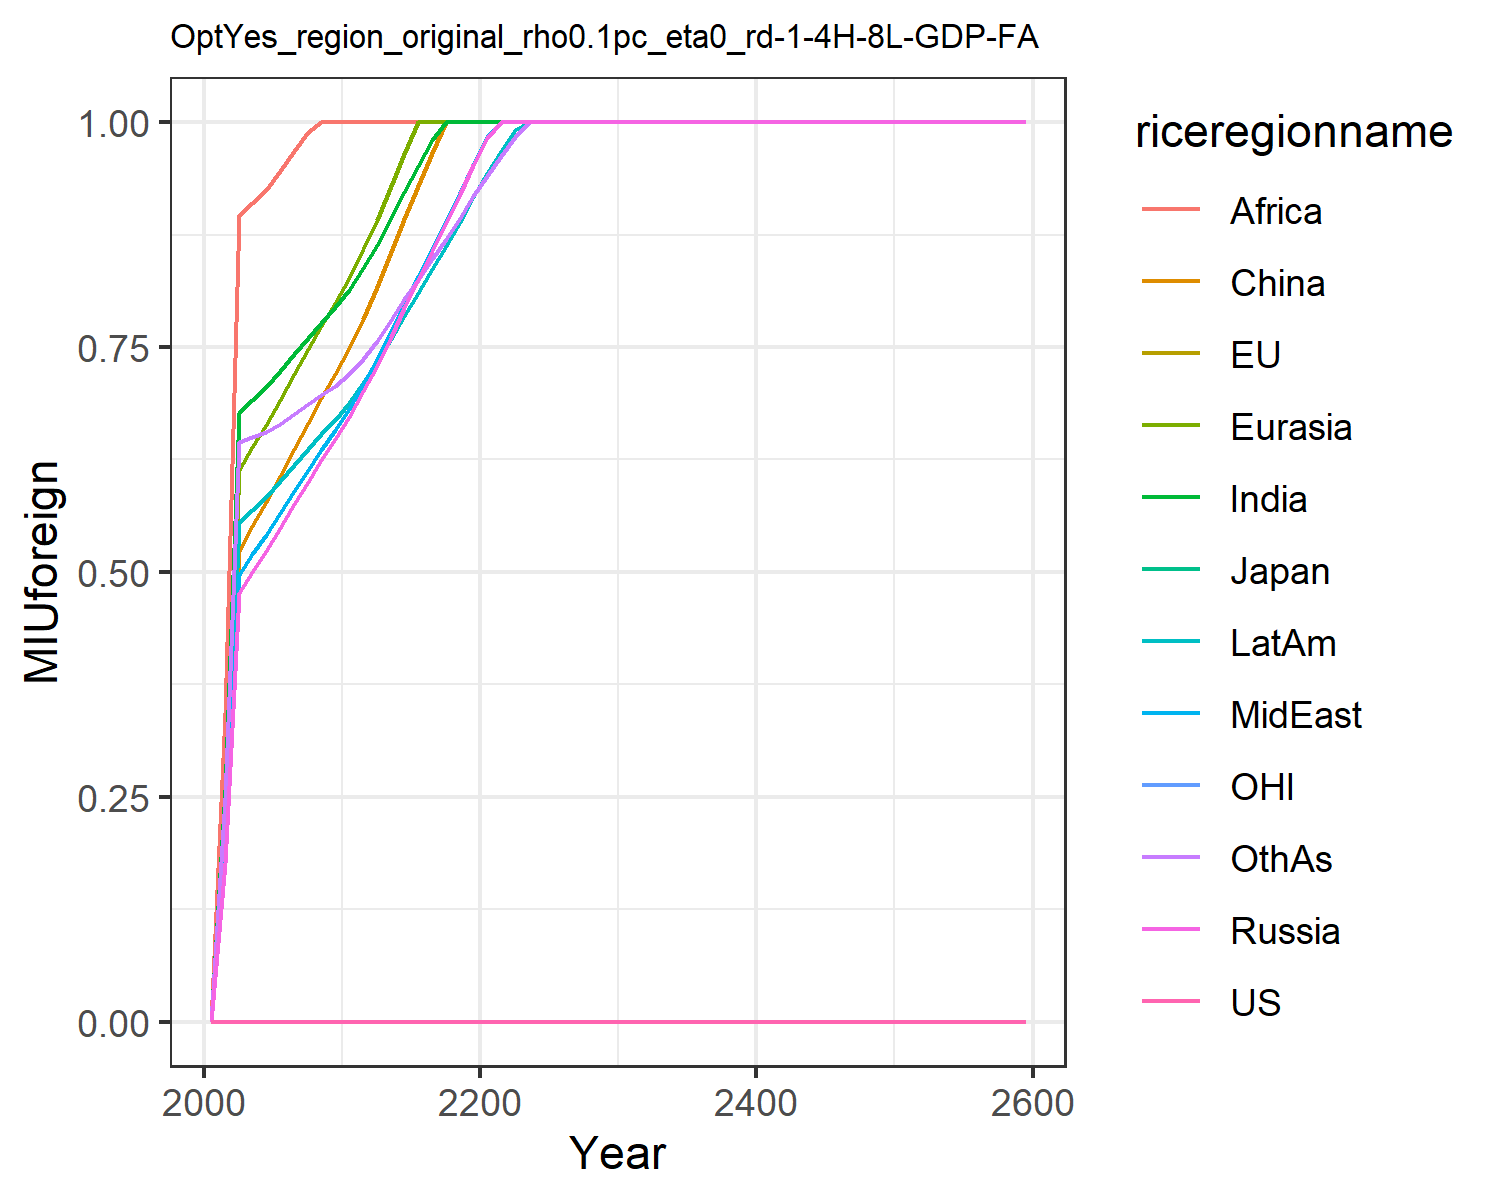 OptYes_region_original_rho0.1pc_eta0_rd-1-4H-8L-GDP-FA
1.00
0.75
0.50
0.25
0.00
MIUforeign
2000
2200
2400
2600
Year
riceregionname
Africa
China
EU
Eurasia
India
Japan
LatAm
MidEast
OHI
OthAs
Russia
US